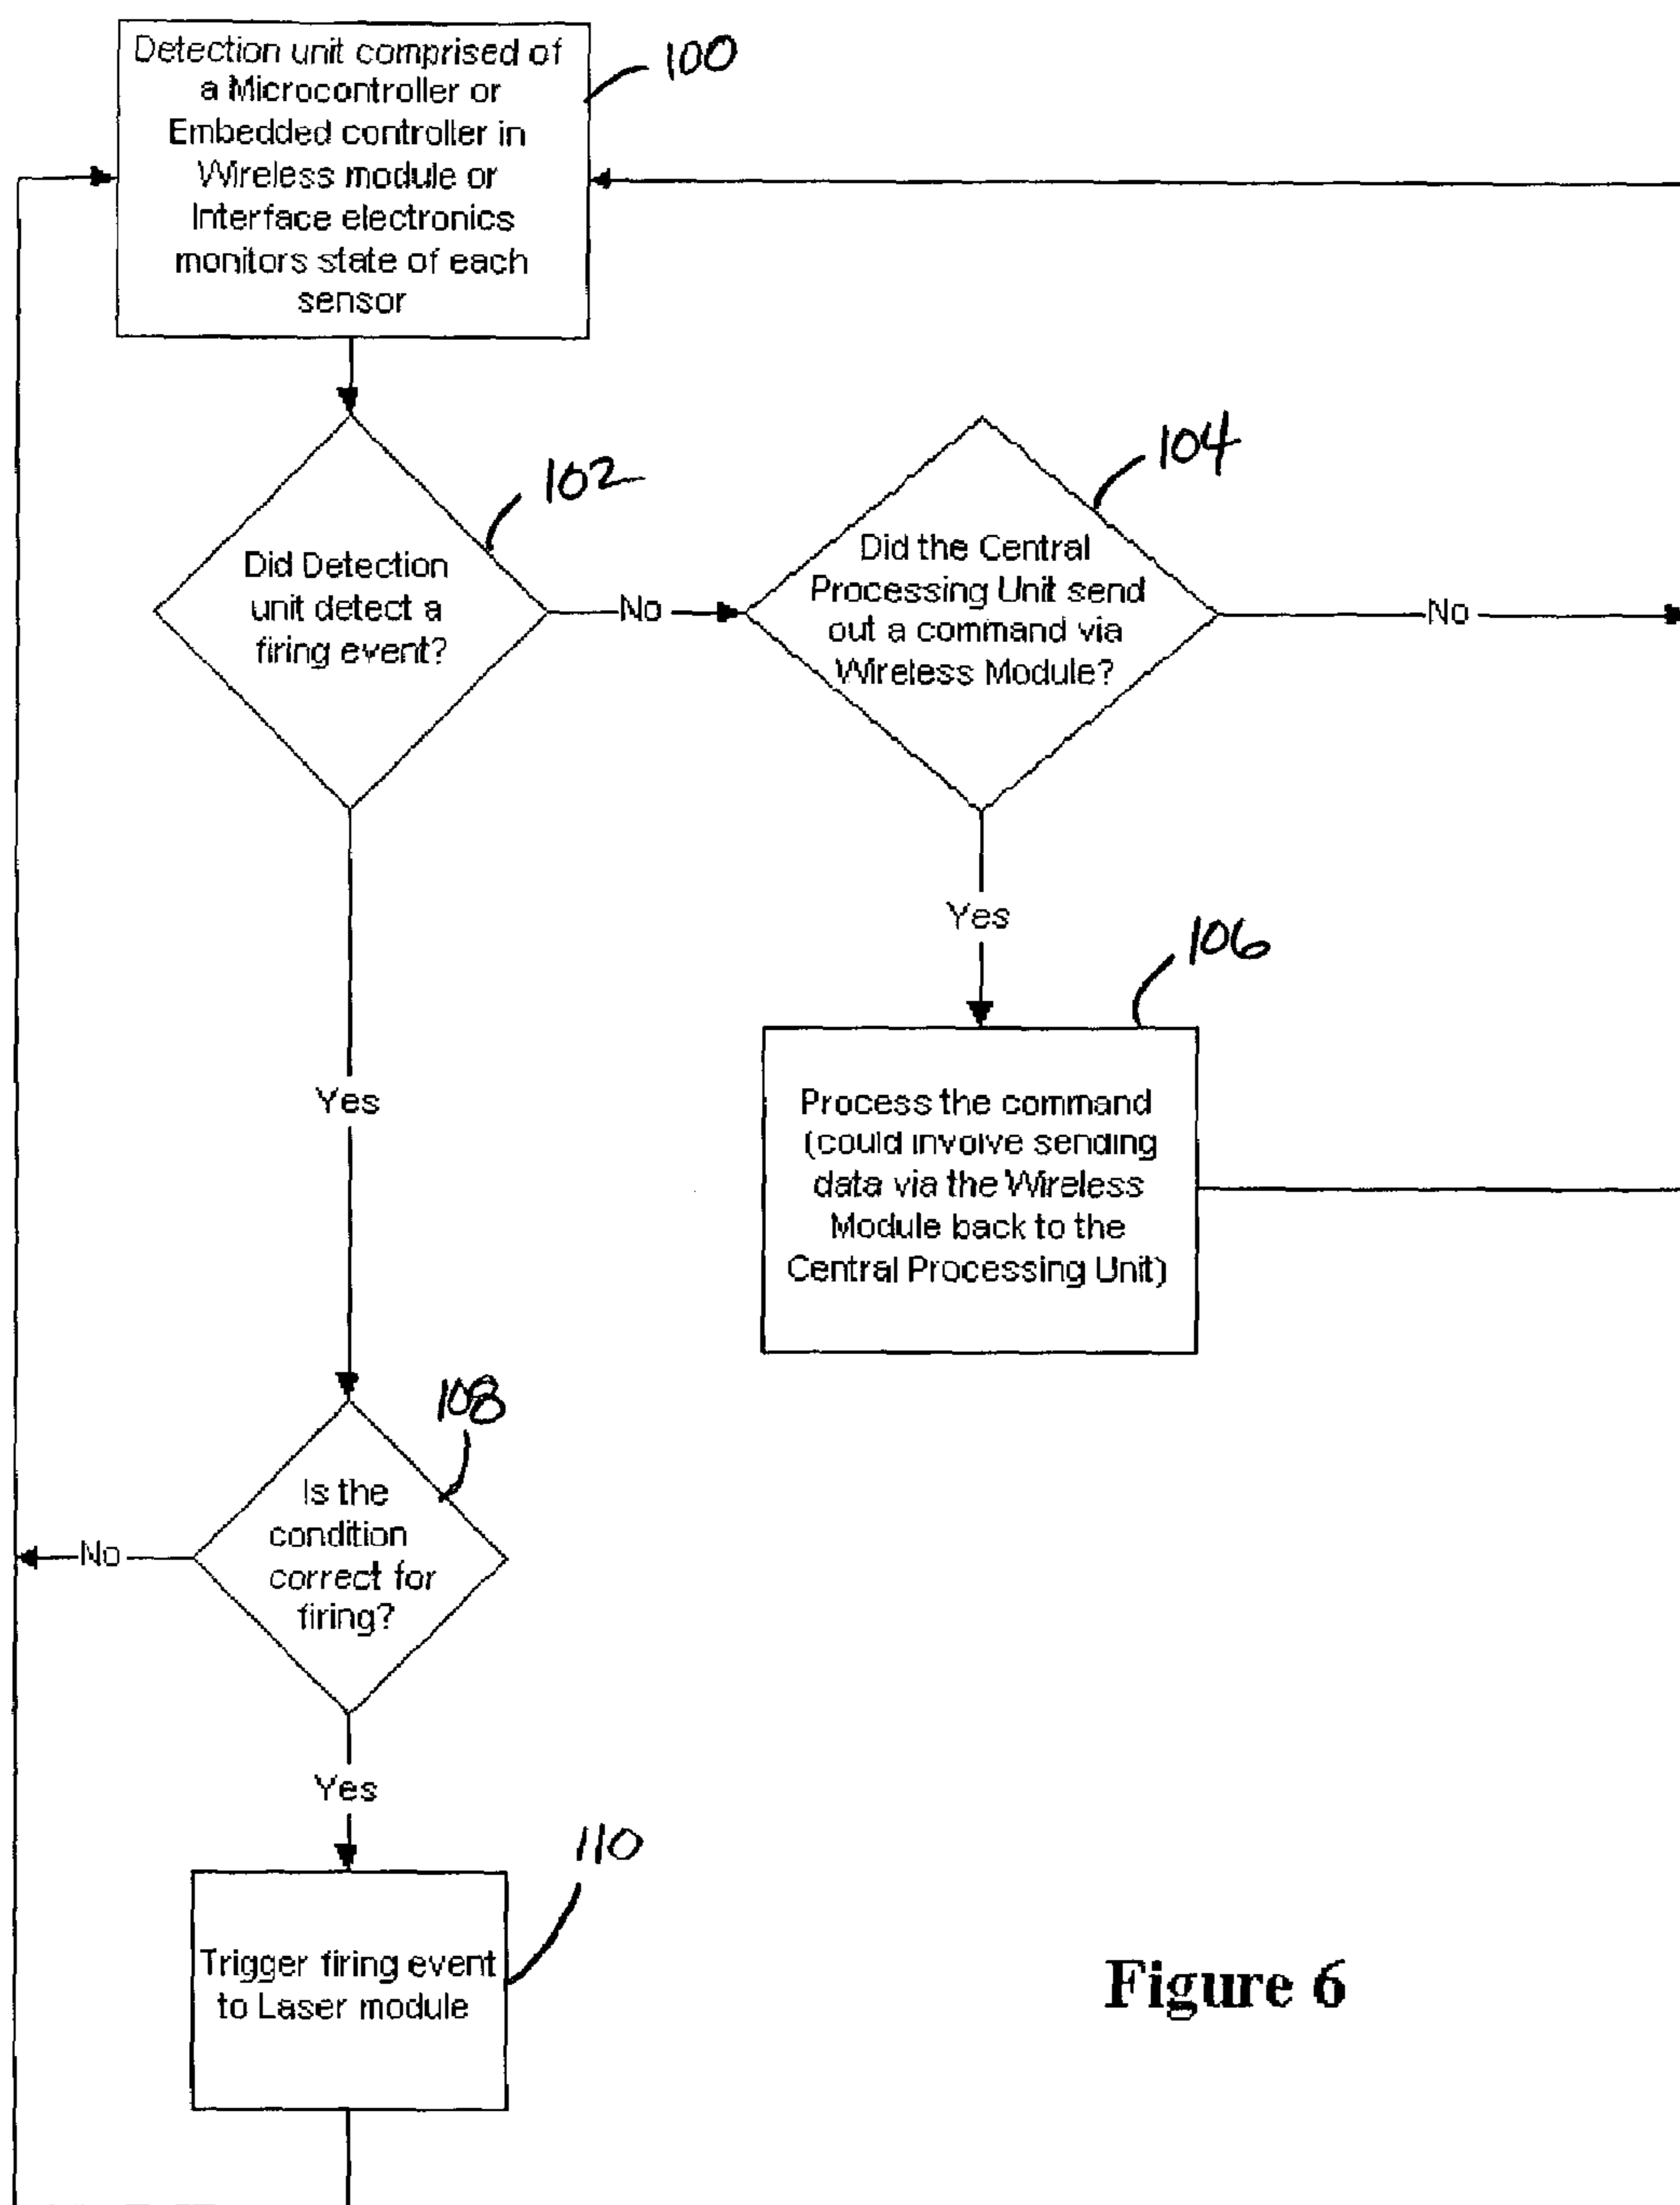 Detection unit comprised of
a Microcontroller or
Embedded controller in
Wireless module or
Interface electronics
monitors state of each
sensor
100
Did Detection
unit detect a
firing event?
102
No
Did the Central
Processing Unit send
out a command via
Wireless Module?
104
No
Yes
Yes
106
Process the command
(could involve sending
data via the Wireless
Module back to the
Central Processing Unit)
108
Is the
condition
correct for
firing?
No
Yes
110
Trigger firing event
to Laser module
Figure 6